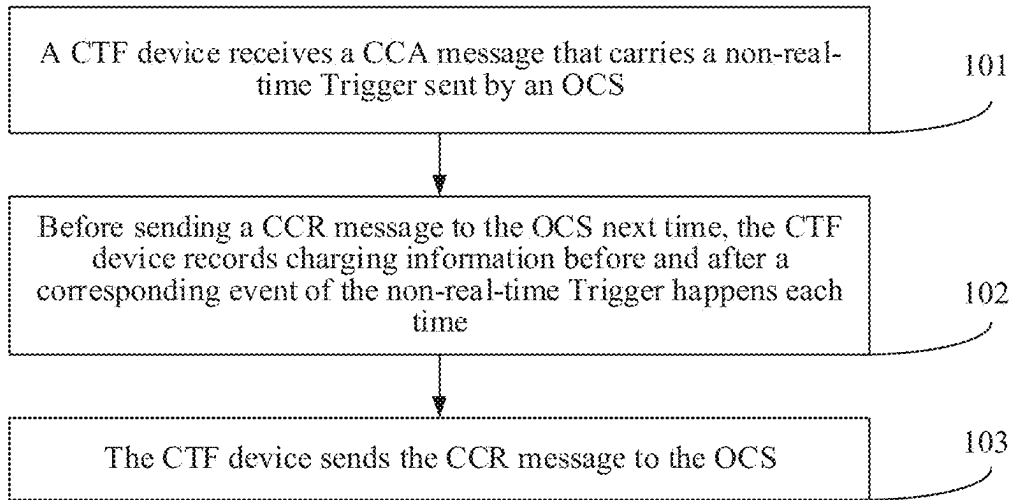 A CTF device receives a CCA message that carries a non-real-
time Trigger sent by an OCS
101
Before sending a CCR message to the OCS next time, the CTF
device records charging information before and after a
corresponding event of the non-real-time Trigger happens each
time
102
The CTF device sends the CCR message to the OCS
103